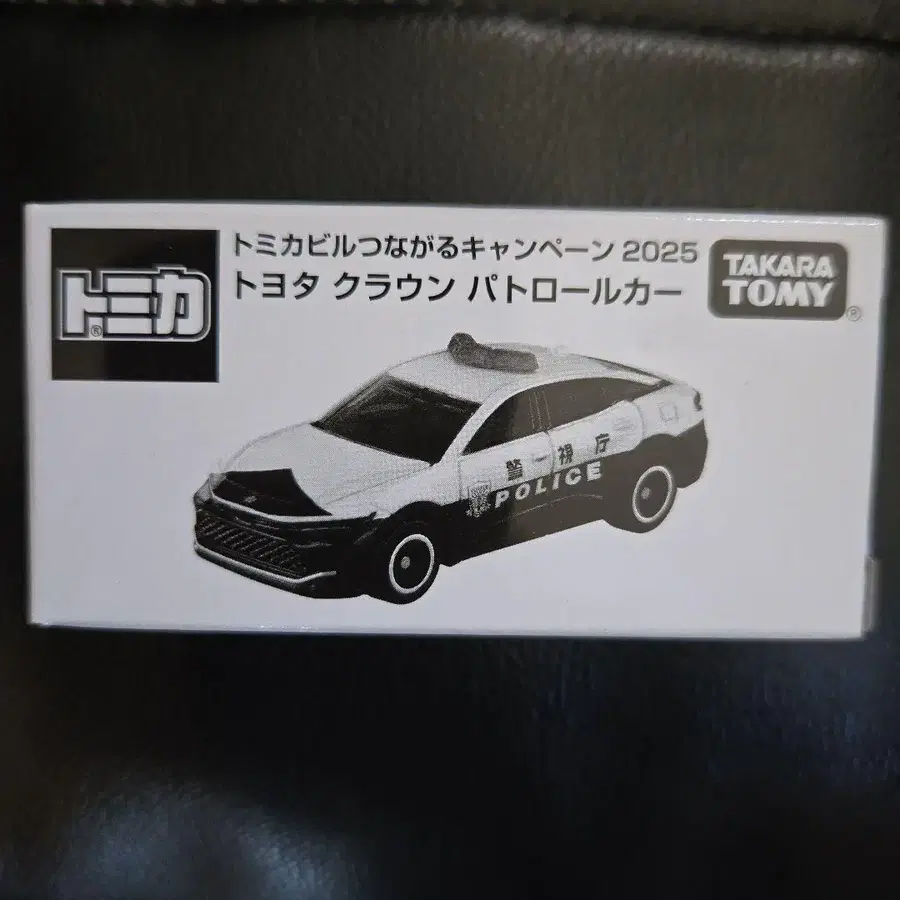 トミカ®
トミカビルつながるキャンペーン 2025
トヨタ クラウン パトロールカー
TAKARA
TOMY®
警視庁
POLICE